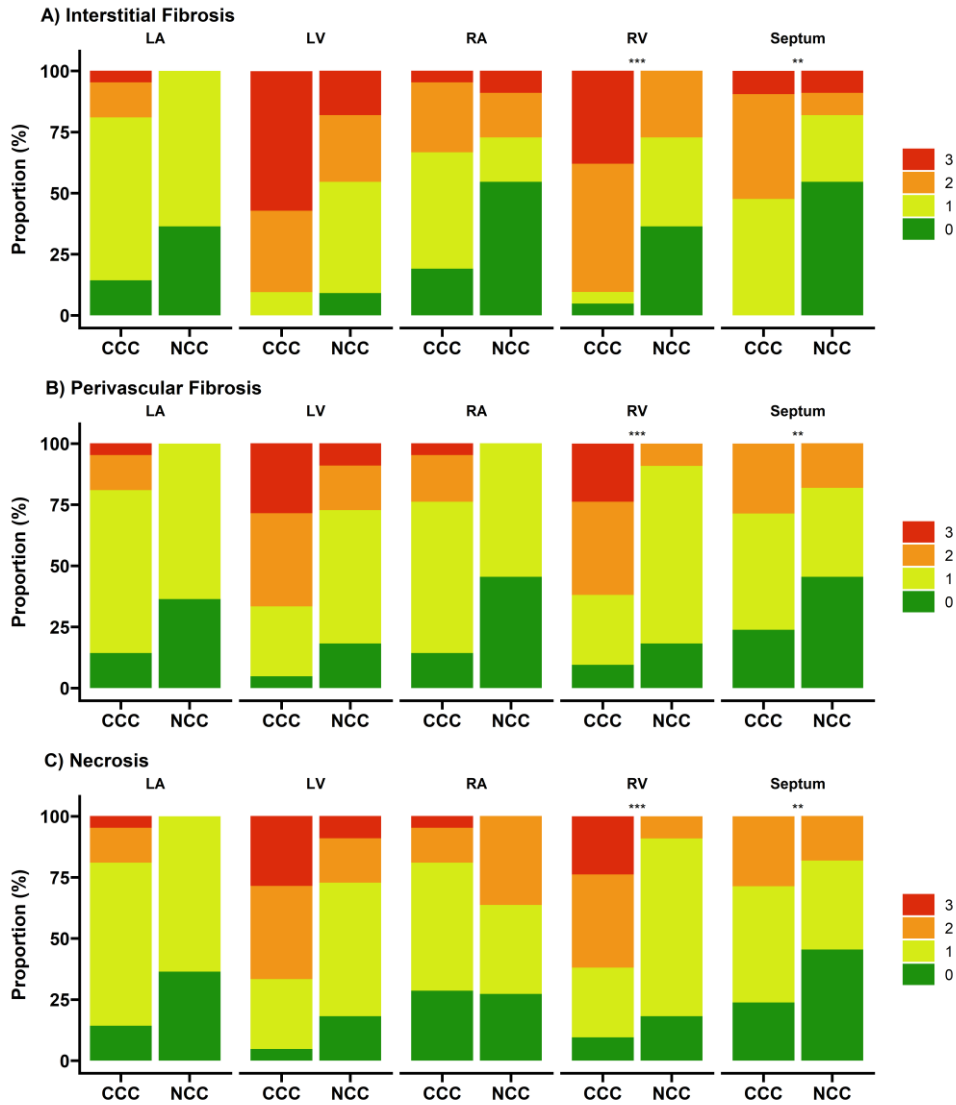 A) Interstitial Fibrosis
LA LV RA RV Septum
*** **
100
75
50
25
0
Proportion (%)
CCC NCC CCC NCC CCC NCC CCC NCC CCC NCC
3
2
1
0
B) Perivascular Fibrosis
LA LV RA RV Septum
*** **
100
75
50
25
0
Proportion (%)
CCC NCC CCC NCC CCC NCC CCC NCC CCC NCC
3
2
1
0
C) Necrosis
LA LV RA RV Septum
*** **
100
75
50
25
0
Proportion (%)
CCC NCC CCC NCC CCC NCC CCC NCC CCC NCC
3
2
1
0